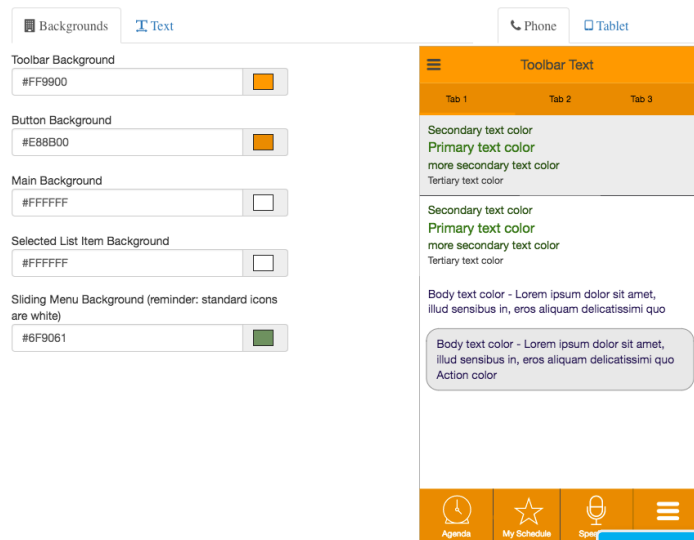 Backgrounds
Text
Phone
Tablet
Toolbar Background
#FF9900
Button Background
#E88B00
Main Background
#FFFFFF
Selected List Item Background
#FFFFFF
Sliding Menu Background (reminder: standard icons
are white)
#6F9061
Toolbar Text
Tab 1
Tab 2
Tab 3
Secondary text color
Primary text color
more secondary text color
Tertiary text color
Secondary text color
Primary text color
more secondary text color
Tertiary text color
Body text color - Lorem ipsum dolor sit amet,
illud sensibus in, eros aliquam delicatissimi quo
Body text color - Lorem ipsum dolor sit amet,
illud sensibus in, eros aliquam delicatissimi quo
Action color
Agenda
My Schedule